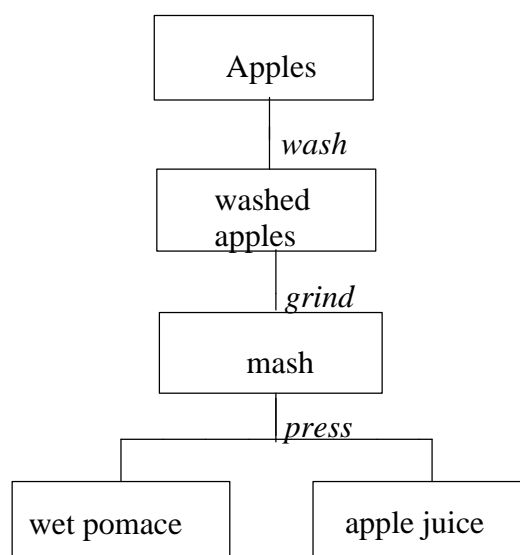 Apples
wash
washed
apples
grind
mash
press
wet pomace
apple juice